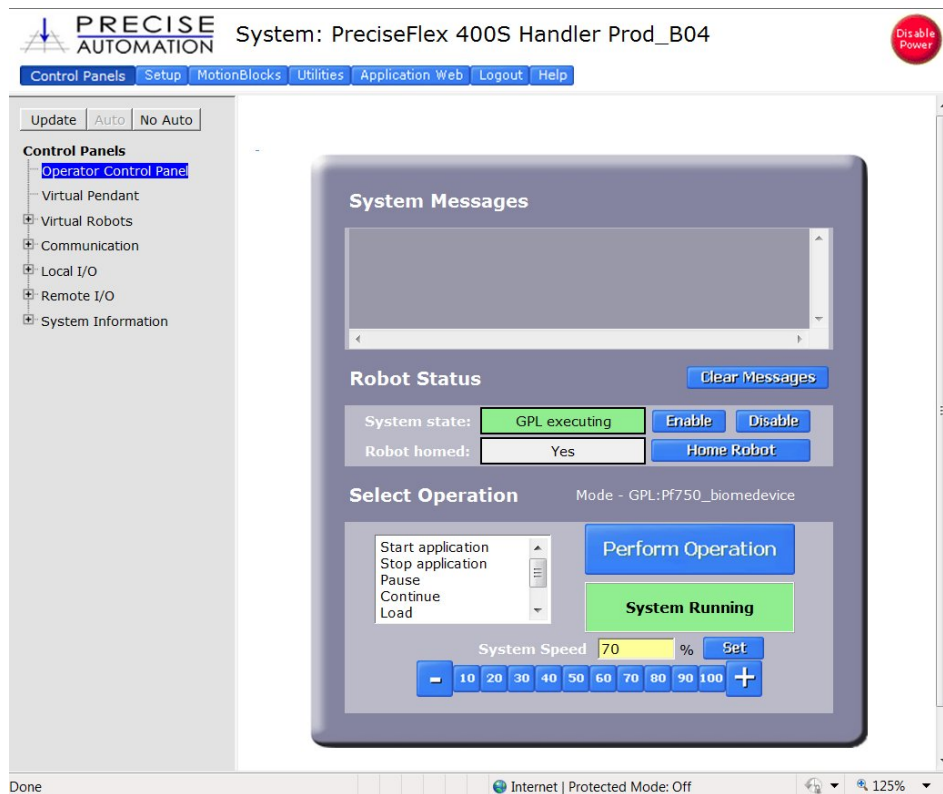 PRECISE
AUTOMATION
System: PreciseFlex 400S Handler Prod_B04
Disable
Power
Control Panels Setup MotionBlocks Utilities Application Web Logout Help
Update Auto No Auto
Control Panels
Operator Control Panel
Virtual Pendant
Virtual Robots
Communication
Local I/O
Remote I/O
System Information
System Messages
Robot Status Clear Messages
System state: GPL executing Enable Disable
Robot homed: Yes Home Robot
Select Operation Mode - GPL:Pf750_biomedevice
Start application
Stop application
Pause
Continue
Load
Perform Operation
System Running
System Speed 70 % Set
- 10 20 30 40 50 60 70 80 90 100 +
Done Internet | Protected Mode: Off 125%